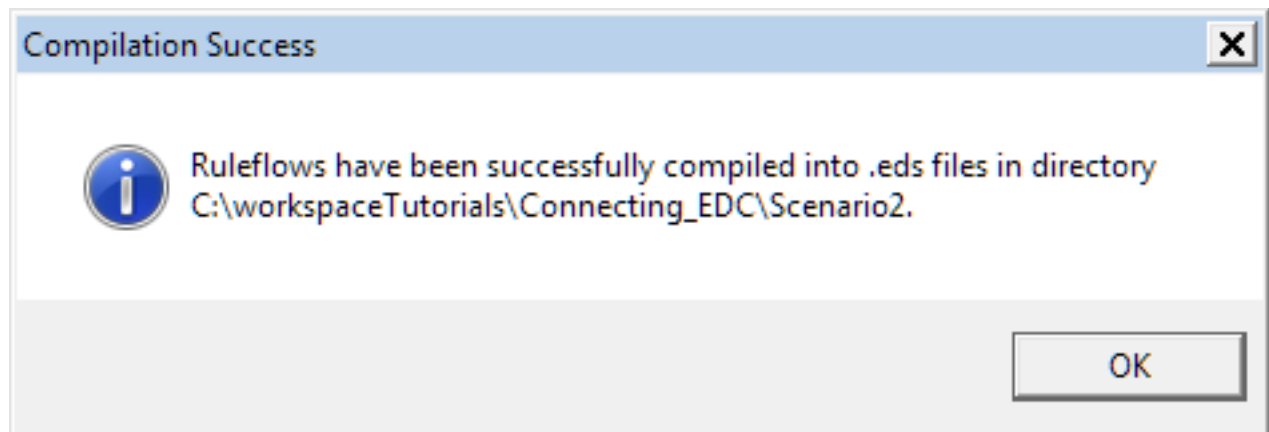 Compilation Success
Ruleflows have been successfully compiled into .eds files in directory
C:\workspaceTutorials\Connecting_EDC\Scenario2.
OK